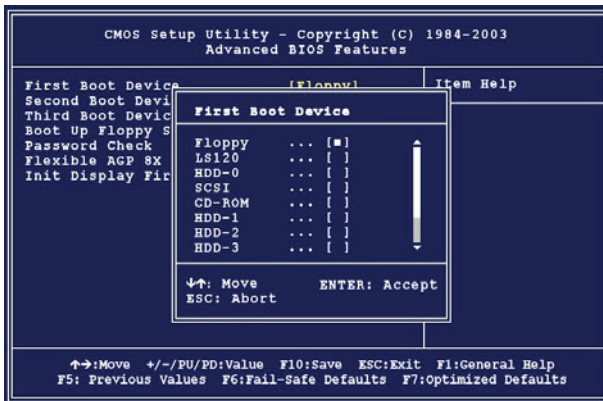 CMOS Setup Utility - Copyright (C) 1984-2003
Advanced BIOS Features
First Boot Device [Floppy]
Item Help
Second Boot Devi
Third Boot Devic
Boot Up Floppy S
Password Check
Flexible AGP 8X
Init Display Fir
First Boot Device
Floppy ... [■]
LS120 ... [ ]
HDD-0 ... [ ]
SCSI ... [ ]
CD-ROM ... [ ]
HDD-1 ... [ ]
HDD-2 ... [ ]
HDD-3 ... [ ]
↓↑: Move ENTER: Accept
ESC: Abort
↑→:Move +/-/PU/PD:Value F10:Save ESC:Exit F1:General Help
F5: Previous Values F6:Fail-Safe Defaults F7:Optimized Defaults